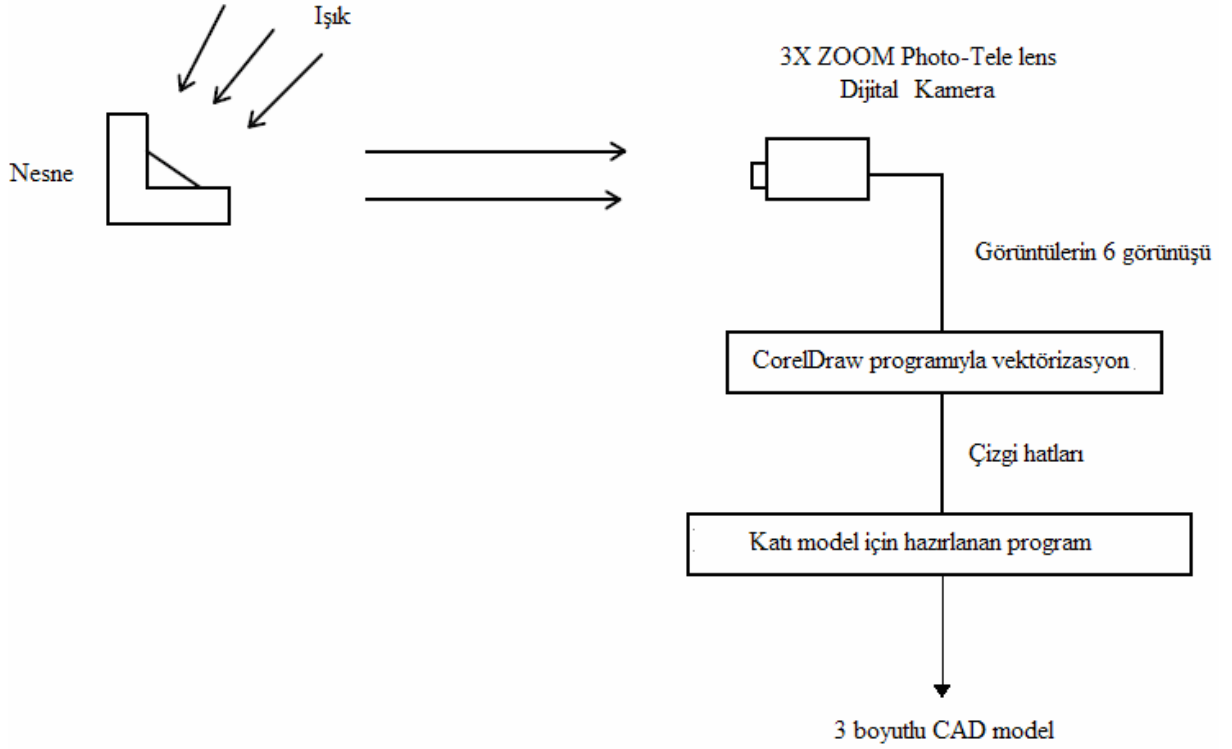 Işık
3X ZOOM Photo-Tele lens
Dijital Kamera
Nesne
Görüntülerin 6 görünüşü
CorelDraw programıyla vektörizasyon
Çizgi hatları
Katı model için hazırlanan program
3 boyutlu CAD model